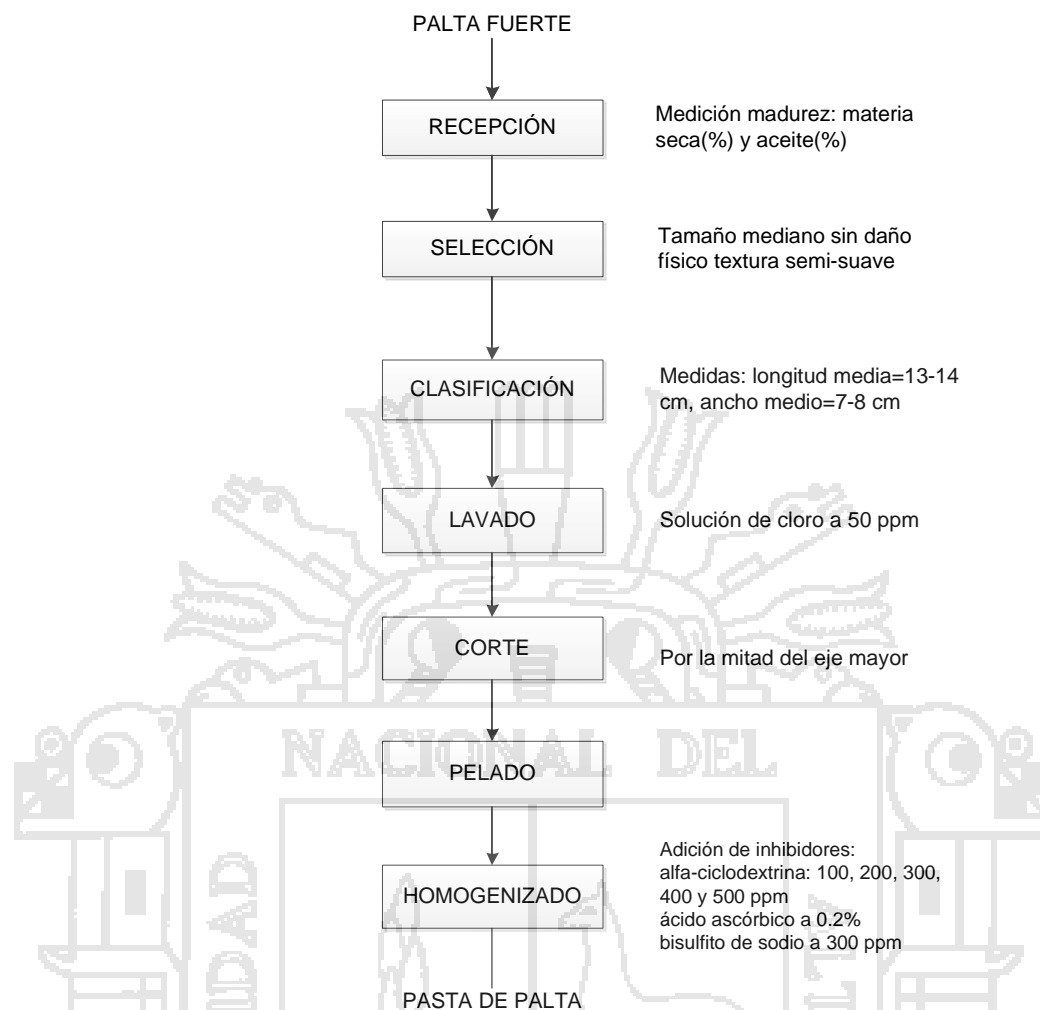 PALTA FUERTE
RECEPCIÓN
Medición madurez: materia
seca(%) y aceite(%)
SELECCIÓN
Tamaño mediano sin daño
físico textura semi-suave
CLASIFICACIÓN
Medidas: longitud media=13-14
cm, ancho medio=7-8 cm
LAVADO
Solución de cloro a 50 ppm
CORTE
Por la mitad del eje mayor
NACIONAL DEL
PELADO
HOMOGENIZADO
Adición de inhibidores:
alfa-ciclodextrina: 100, 200, 300,
400 y 500 ppm
ácido ascórbico a 0.2%
bisulfito de sodio a 300 ppm
PASTA DE PALTA